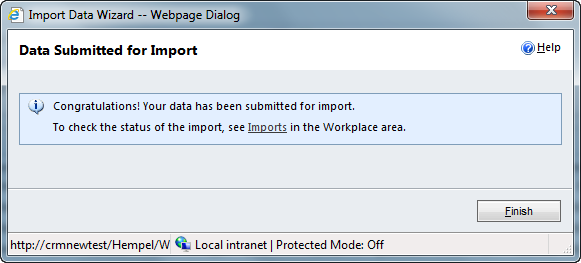 Import Data Wizard -- Webpage Dialog
Data Submitted for Import
Help
Congratulations! Your data has been submitted for import.
To check the status of the import, see Imports in the Workplace area.
Finish
http://crmnewtest/Hempel/W
Local intranet | Protected Mode: Off